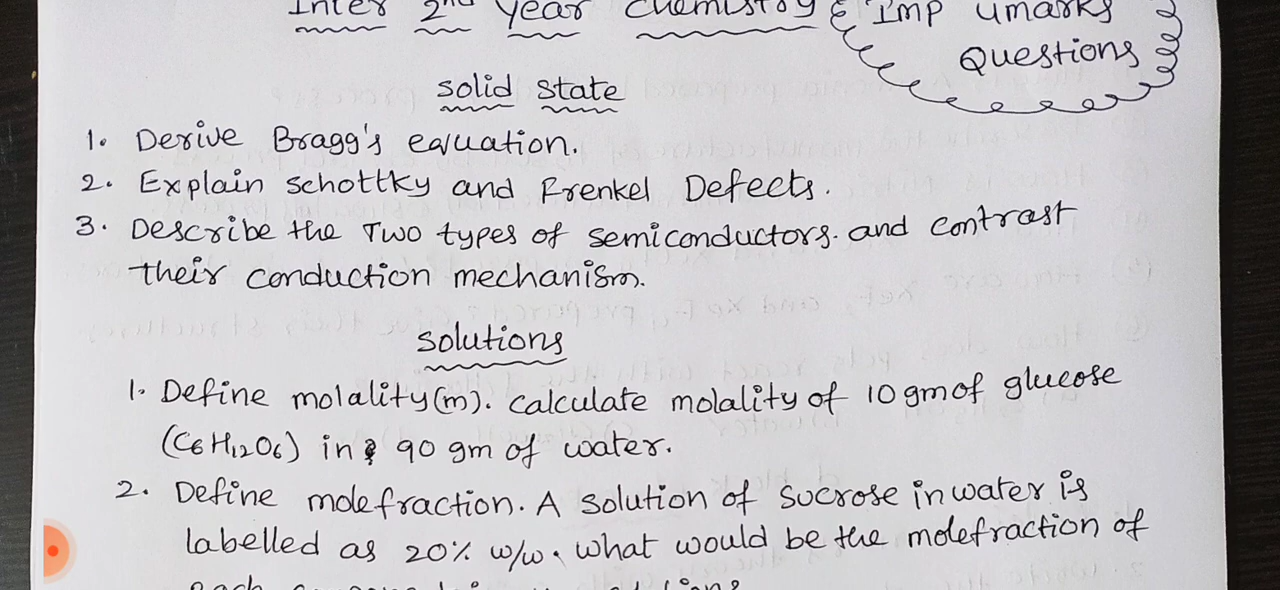 Inter 2nd Year Chemistry Imp 4marks
Questions
Solid State
1. Derive Bragg's equation.
2. Explain Schottky and Frenkel Defects.
3. Describe the Two types of Semiconductors. and contrast
their conduction mechanism.
Solutions
1. Define molality(m). Calculate molality of 10 gm of glucose
(C6H12O6) in 90 gm of water.
2. Define molefraction. A solution of Sucrose in water is
labelled as 20% w/w. What would be the molefraction of
each